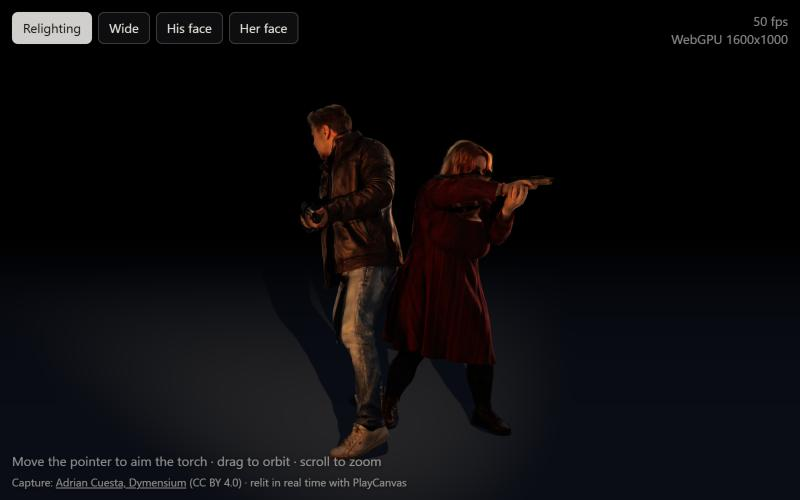 Relighting Wide His face Her face
50 fps
WebGPU 1600x1000
Move the pointer to aim the torch · drag to orbit · scroll to zoom
Capture: Adrian Cuesta, Dymensium (CC BY 4.0) · relit in real time with PlayCanvas